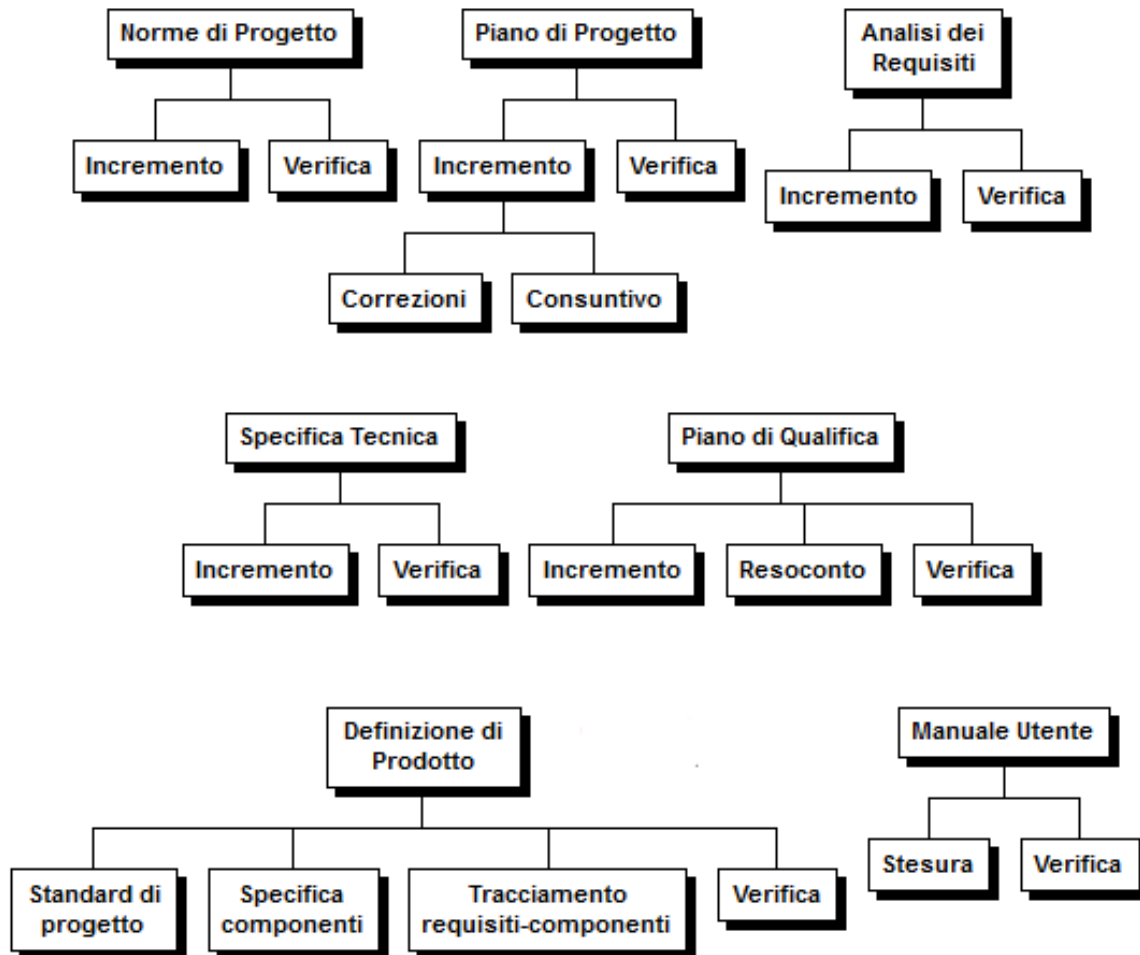 Norme di Progetto
Piano di Progetto
Analisi dei
Requisiti
Incremento
Verifica
Incremento
Verifica
Incremento
Verifica
Correzioni
Consuntivo
Specifica Tecnica
Piano di Qualifica
Incremento
Verifica
Incremento
Resoconto
Verifica
Definizione di
Prodotto
Manuale Utente
Standard di
progetto
Specifica
componenti
Tracciamento
requisiti-componenti
Verifica
Stesura
Verifica